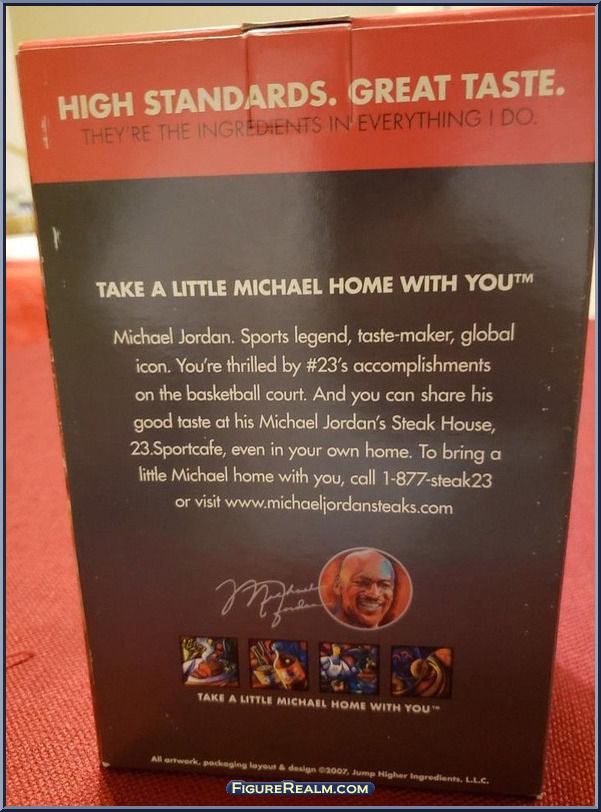 HIGH STANDARDS. GREAT TASTE.
THEY'RE THE INGREDIENTS IN EVERYTHING I DO.
TAKE A LITTLE MICHAEL HOME WITH YOU™
Michael Jordan. Sports legend, taste-maker, global
icon. You're thrilled by #23's accomplishments
on the basketball court. And you can share his
good taste at his Michael Jordan's Steak House,
23.Sportcafe, even in your own home. To bring a
little Michael home with you, call 1-877-steak23
or visit www.michaeljordansteaks.com
Michael
Jordan
TAKE A LITTLE MICHAEL HOME WITH YOU™
All artwork, packaging layout & design ©2007, Jump Higher Ingredients, L.L.C.
FIGUREREALM.COM